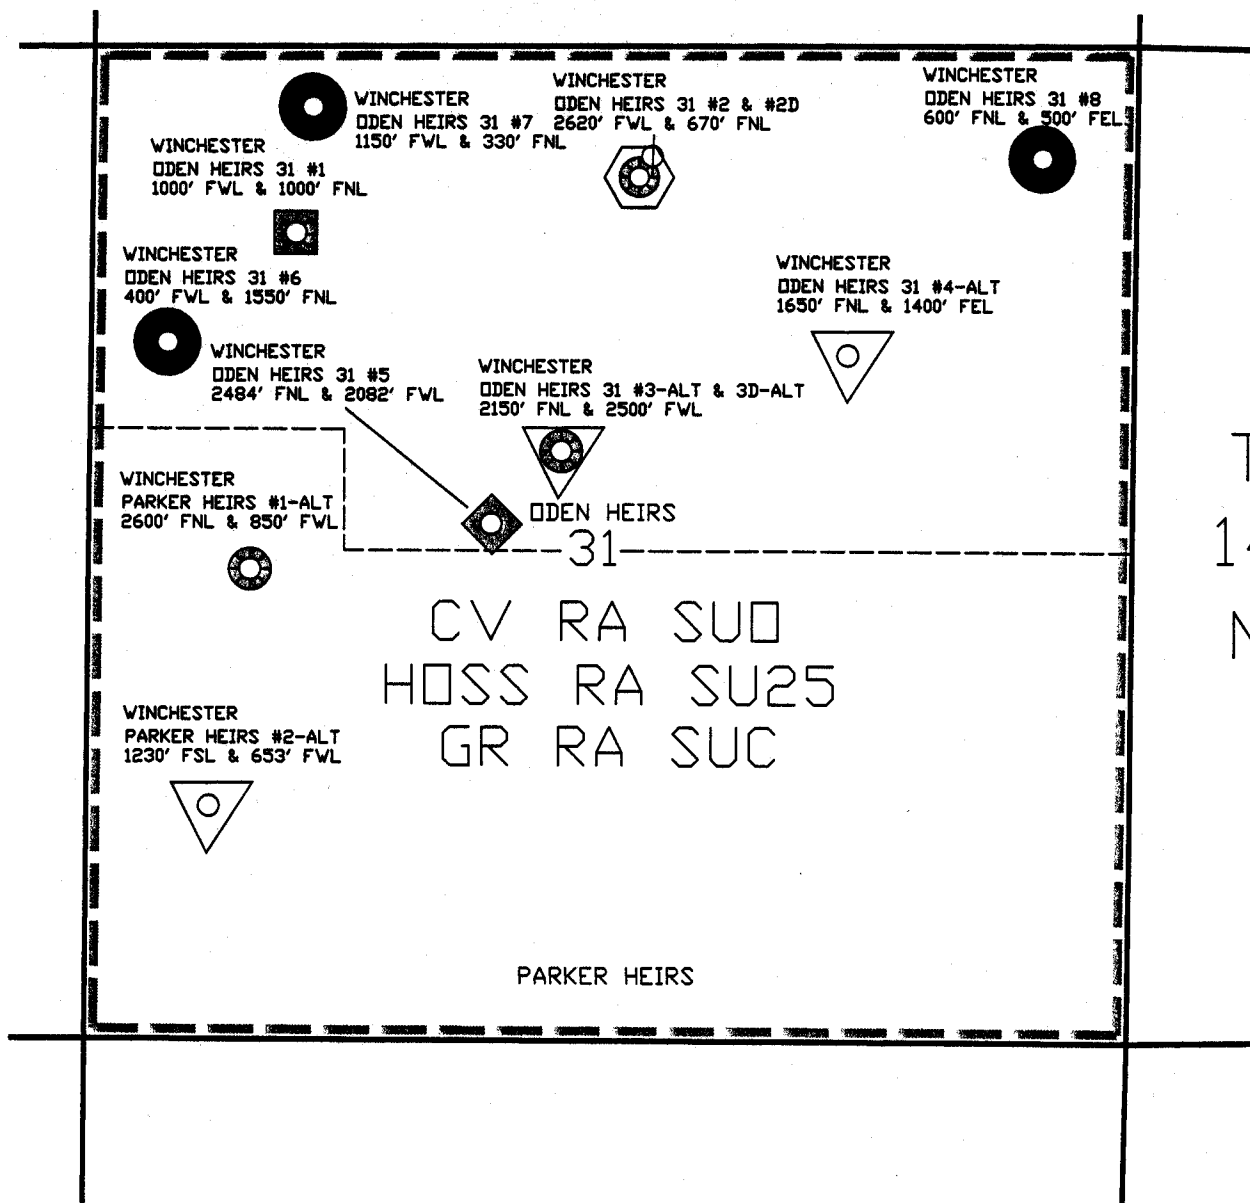 WINCHESTER
ODEN HEIRS 31 #7
1150' FWL & 330' FNL
WINCHESTER
ODEN HEIRS 31 #2 & #2D
2620' FWL & 670' FNL
WINCHESTER
ODEN HEIRS 31 #8
600' FNL & 500' FEL
WINCHESTER
ODEN HEIRS 31 #1
1000' FWL & 1000' FNL
WINCHESTER
ODEN HEIRS 31 #6
400' FWL & 1550' FNL
WINCHESTER
ODEN HEIRS 31 #4-ALT
1650' FNL & 1400' FEL
WINCHESTER
ODEN HEIRS 31 #5
2484' FNL & 2082' FWL
WINCHESTER
ODEN HEIRS 31 #3-ALT & 3D-ALT
2150' FNL & 2500' FWL
WINCHESTER
PARKER HEIRS #1-ALT
2600' FNL & 850' FWL
ODEN HEIRS
31
CV RA SUO
HOSS RA SU25
GR RA SUC
WINCHESTER
PARKER HEIRS #2-ALT
1230' FSL & 653' FWL
PARKER HEIRS
T
1